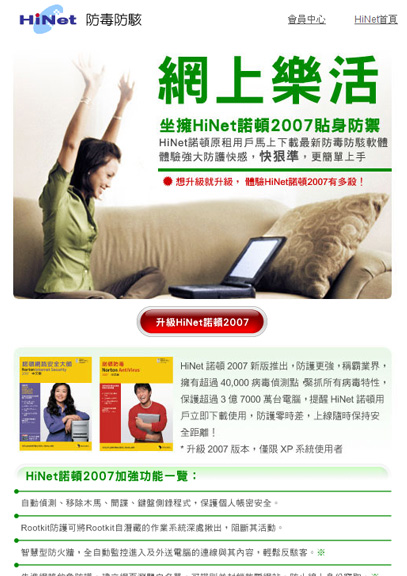 HiNet 防毒防駭
會員中心
HiNet首頁
網上樂活
坐擁HiNet諾頓2007貼身防禦
HiNet諾頓原租用戶馬上下載最新防毒防駭軟體
體驗強大防護快感，快狠準，更簡單上手
想升級就升級， 體驗HiNet諾頓2007有多殺！
升級HiNet諾頓2007
諾頓網路安全大師
Norton Internet Security
諾頓防毒
Norton AntiVirus
HiNet 諾頓 2007 新版推出，防護更強，稱霸業界，
擁有超過 40,000 病毒偵測點，緊抓所有病毒特性，
保護超過 3 億 7000 萬台電腦，提醒 HiNet 諾頓用
戶立即下載使用，防護零時差，上線隨時保持安
全距離！
* 升級 2007 版本，僅限 XP 系統使用者
HiNet諾頓2007加強功能一覽：
自動偵測、移除木馬、間諜、鍵盤側錄程式，保護個人帳密安全。
Rootkit防護可將Rootkit自潛藏的作業系統深處揪出，阻斷其活動。
智慧型防火牆，全自動監控進入及外送電腦的連線與其內容，輕鬆反駭客。※